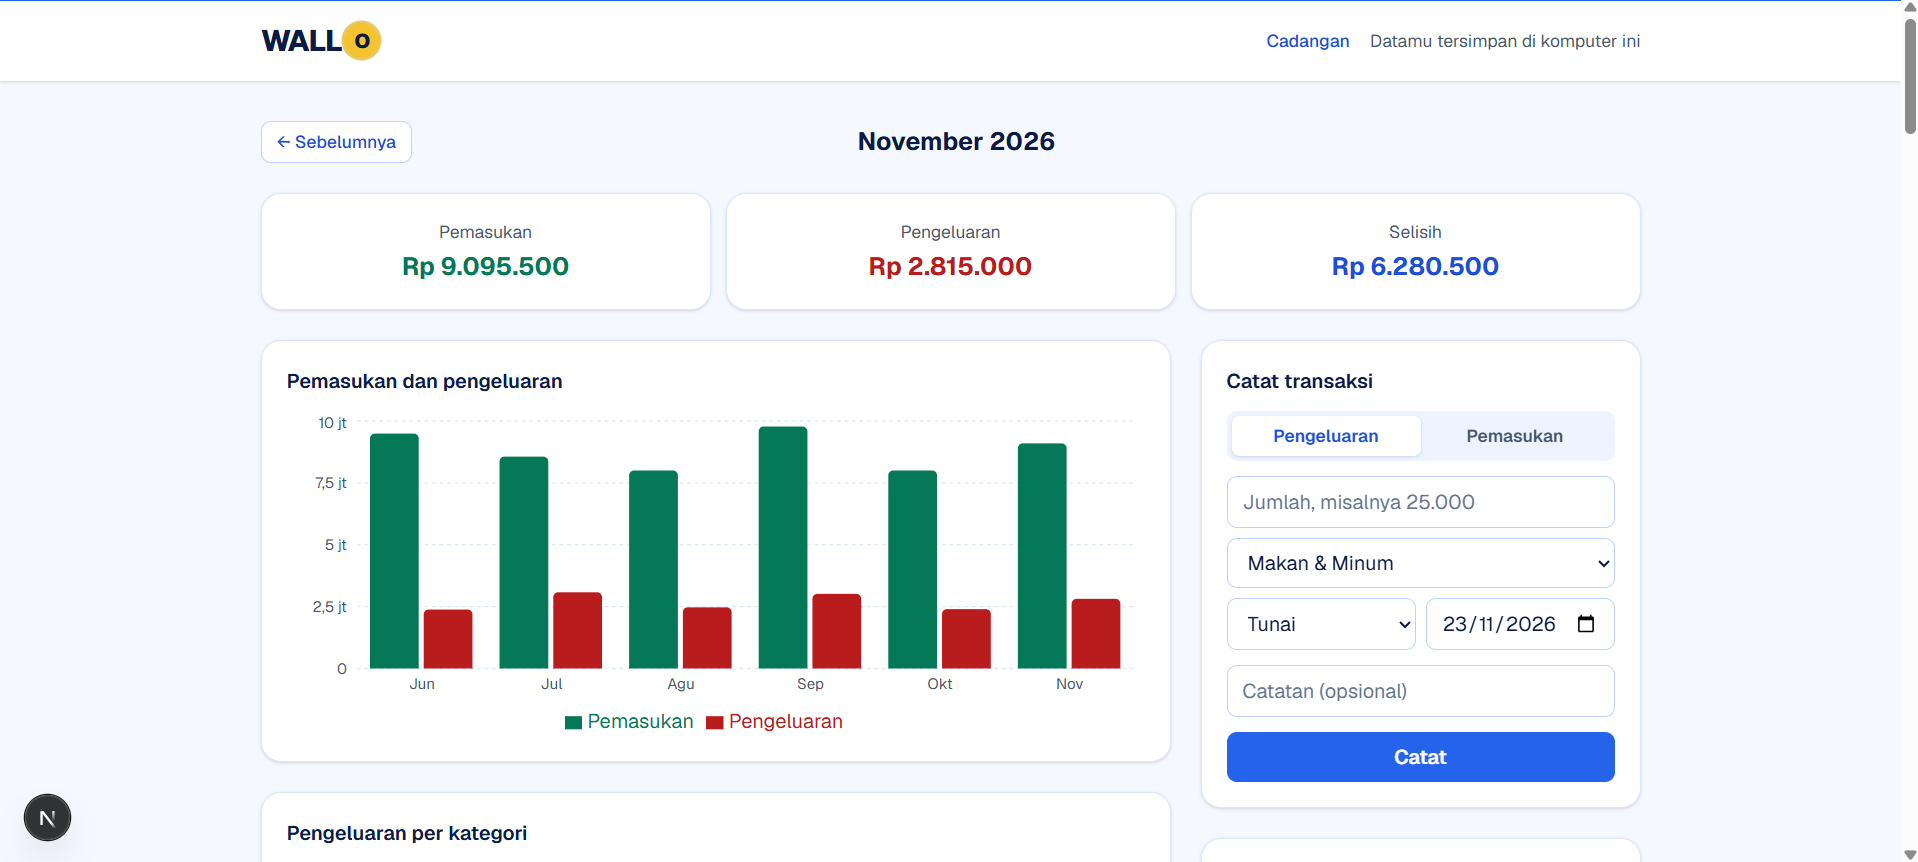 WALLO
Cadangan Datamu tersimpan di komputer ini
← Sebelumnya
November 2026
Pemasukan
Rp 9.095.500
Pengeluaran
Rp 2.815.000
Selisih
Rp 6.280.500
Pemasukan dan pengeluaran
10 jt
7,5 jt
5 jt
2,5 jt
0
Jun Jul Agu Sep Okt Nov
Pemasukan Pengeluaran
Catat transaksi
Pengeluaran Pemasukan
Jumlah, misalnya 25.000
Makan & Minum
Tunai 23/11/2026
Catatan (opsional)
Catat
Pengeluaran per kategori
N